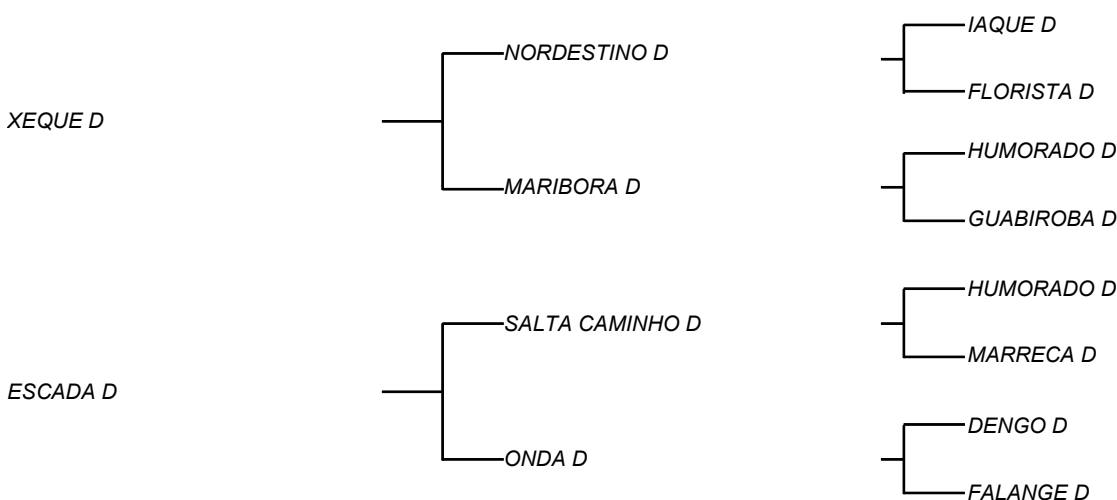 XEQUE D
NORDESTINO D
IAQUE D
FLORISTA D
MARIBORA D
HUMORADO D
GUABIROBA D
ESCADA D
SALTA CAMINHO D
HUMORADO D
MARRECA D
ONDA D
DENGO D
FALANGE D